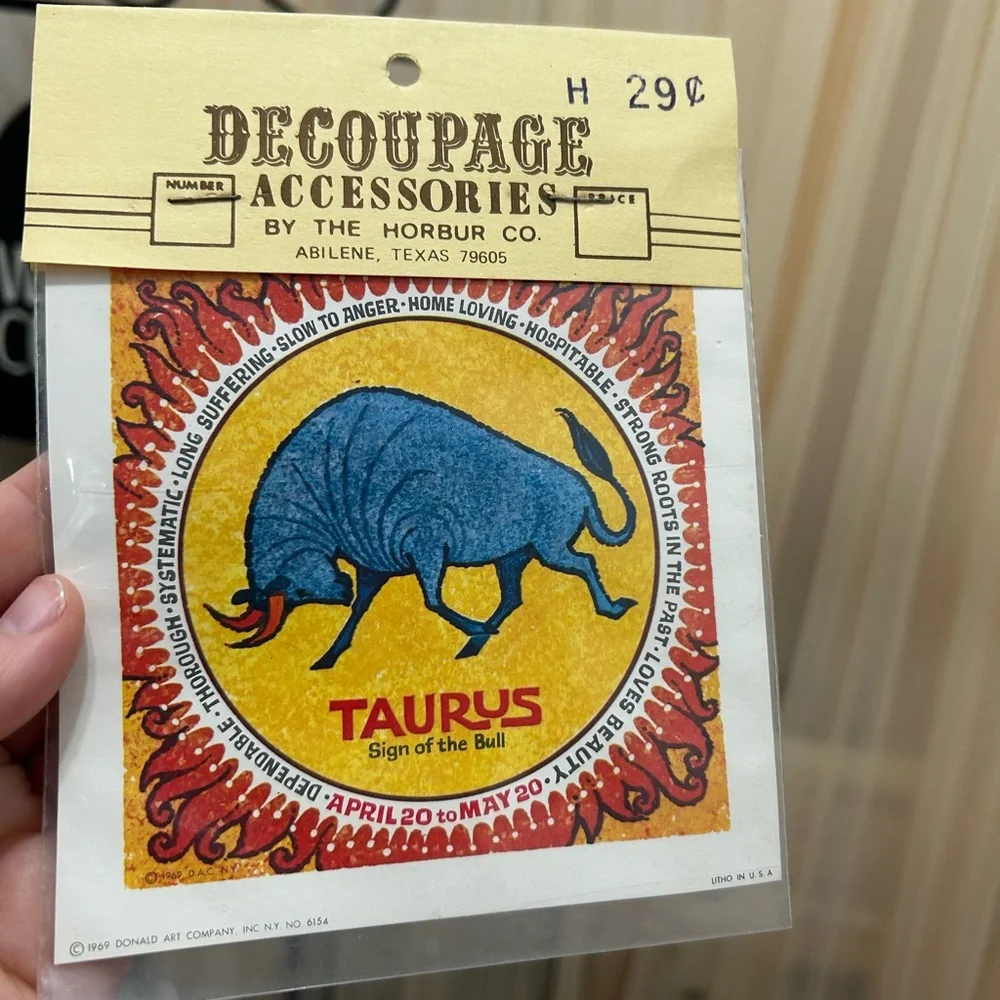 H 29¢
DECOUPAGE
NUMBER
ACCESSORIES
PRICE
BY THE HORBUR CO.
ABILENE, TEXAS 79605
DEPENDABLE · THOROUGH · SYSTEMATIC · LONG SUFFERING · SLOW TO ANGER · HOME LOVING · HOSPITABLE · STRONG ROOTS IN THE PAST · LOVES BEAUTY ·
TAURUS
Sign of the Bull
APRIL 20 to MAY 20
© 1969 D.A.C. N.Y.
LITHO IN U.S.A
© 1969 DONALD ART COMPANY, INC N.Y. NO. 6154